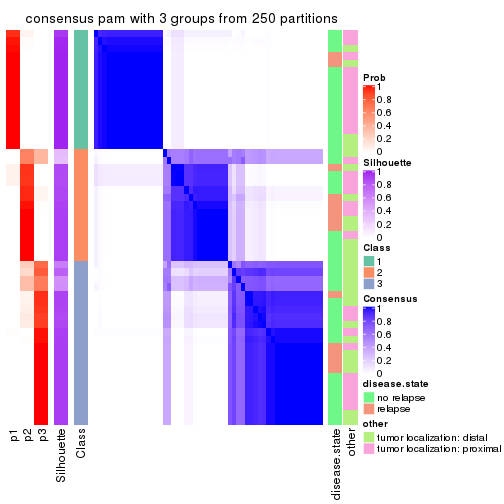 consensus pam with 3 groups from 250 partitions
Prob
1
0.8
0.6
0.4
0.2
0
Silhouette
1
0.8
0.6
0.4
0.2
0
Class
1
2
3
Consensus
1
0.8
0.6
0.4
0.2
0
disease.state
no relapse
relapse
other
tumor localization: distal
tumor localization: proximal
p1
p2
p3
Silhouette
Class
disease.state
other